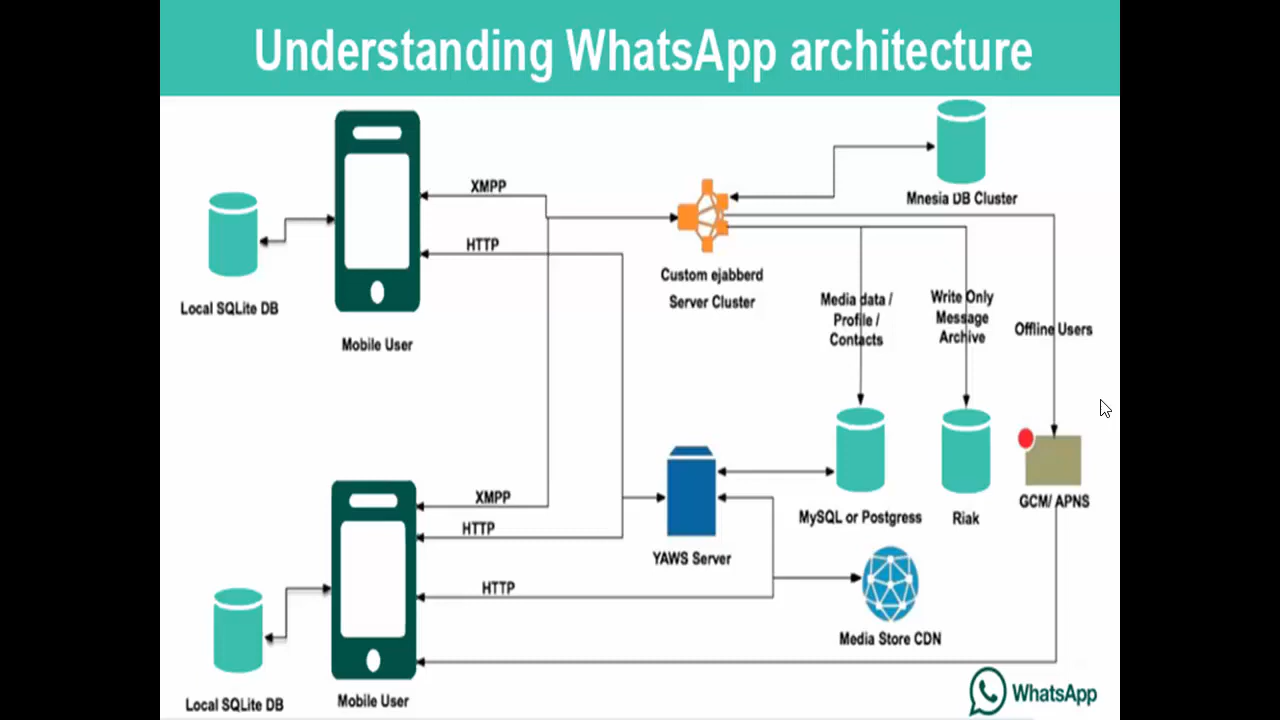 Understanding WhatsApp architecture
Mnesia DB Cluster
XMPP
HTTP
Custom ejabberd
Server Cluster
Local SQLite DB
Mobile User
Media data /
Profile /
Contacts
Write Only
Message
Archive
Offline Users
XMPP
HTTP
YAWS Server
MySQL or Postgress
Riak
GCM/ APNS
HTTP
Media Store CDN
Local SQLite DB
Mobile User
WhatsApp